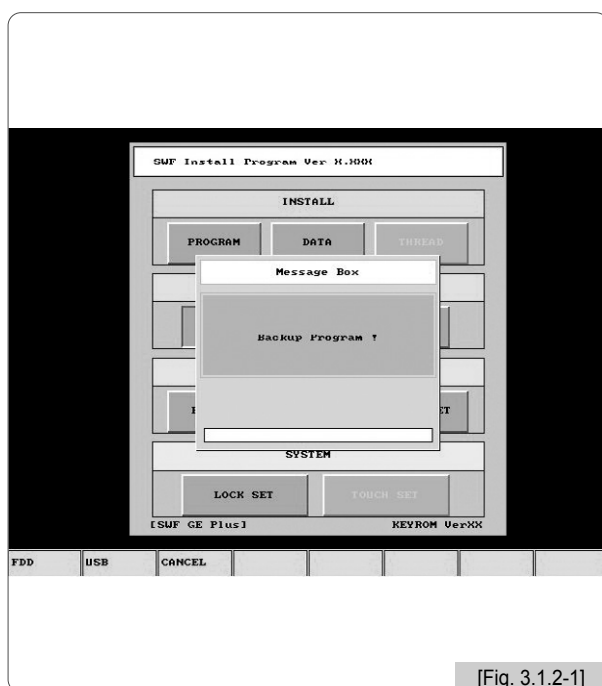 SWF Install Program Ver X.XXX
INSTALL
PROGRAM DATA THREAD
Message Box
Backup Program !
SYSTEM
LOCK SET TOUCH SET
[SWF GE Plus] KEYROM VerXX
FDD USB CANCEL
[Fig. 3.1.2-1]